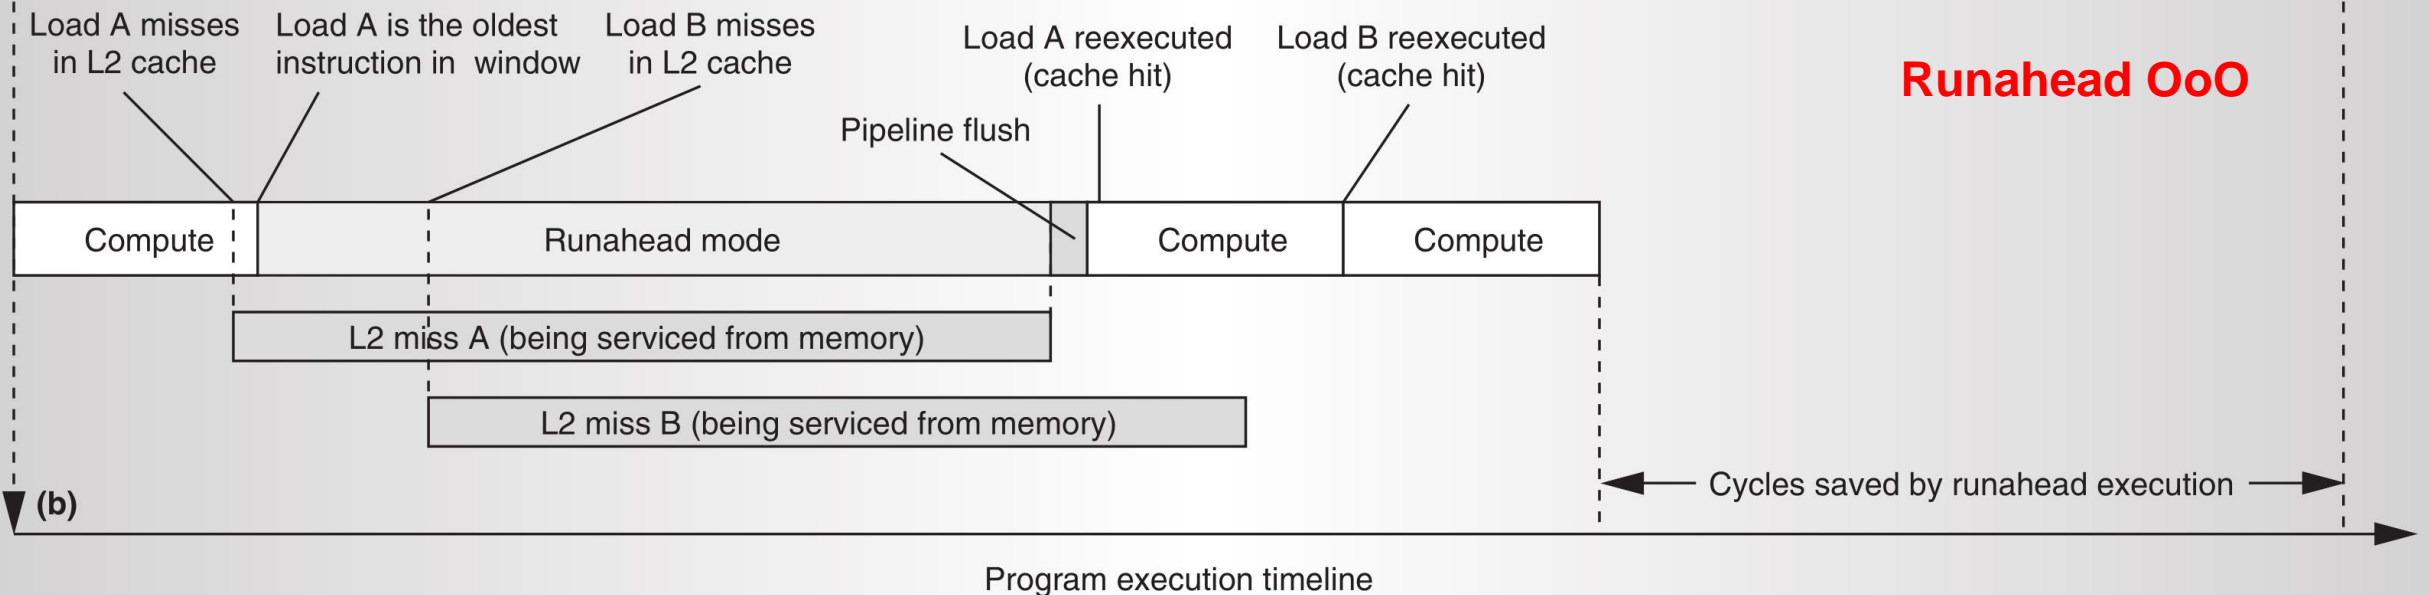 Load A misses
in L2 cache
Load A is the oldest
instruction in window
Load B misses
in L2 cache
Load A reexecuted
(cache hit)
Load B reexecuted
(cache hit)
Runahead OoO
Pipeline flush
Compute
Runahead mode
Compute
Compute
L2 miss A (being serviced from memory)
L2 miss B (being serviced from memory)
Cycles saved by runahead execution
(b)
Program execution timeline